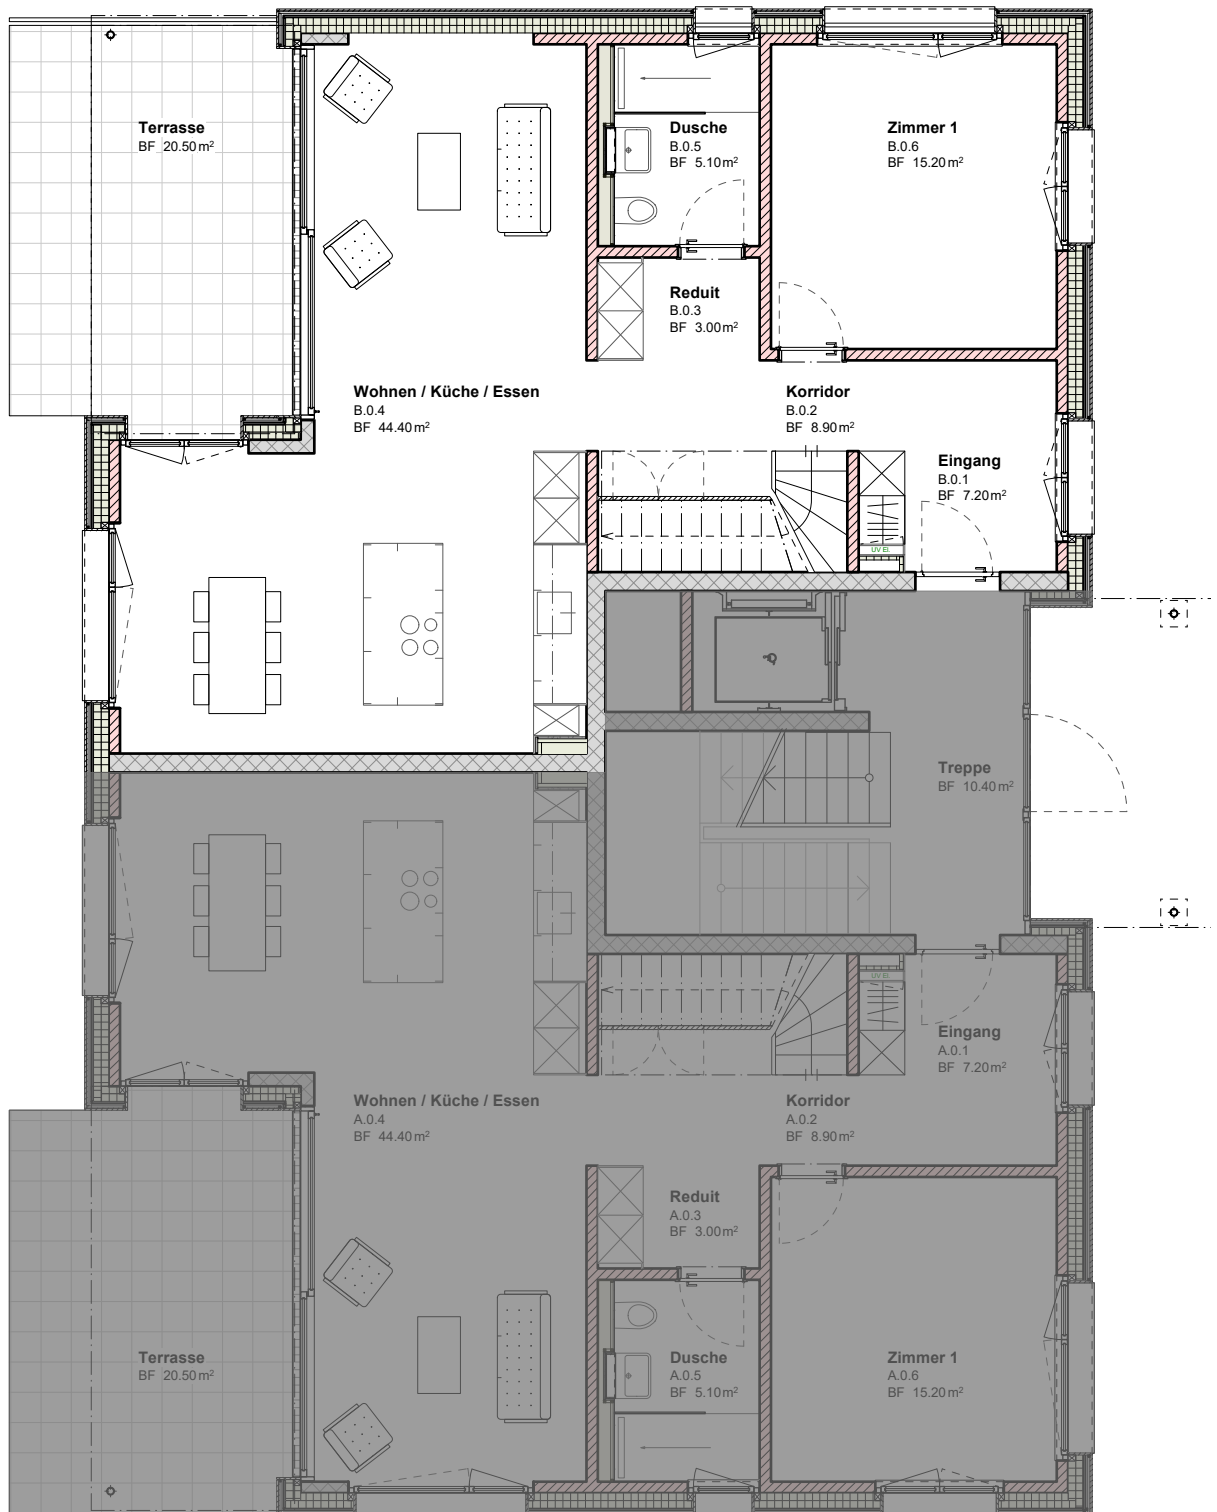 Terrasse
BF 20.50 m²
Dusche
B.0.5
BF 5.10 m²
Zimmer 1
B.0.6
BF 15.20 m²
Reduit
B.0.3
BF 3.00 m²
Wohnen / Küche / Essen
B.0.4
BF 44.40 m²
Korridor
B.0.2
BF 8.90 m²
Eingang
B.0.1
BF 7.20 m²
UV El.
Treppe
BF 10.40 m²
UV El.
Eingang
A.0.1
BF 7.20 m²
Wohnen / Küche / Essen
A.0.4
BF 44.40 m²
Korridor
A.0.2
BF 8.90 m²
Reduit
A.0.3
BF 3.00 m²
Terrasse
BF 20.50 m²
Dusche
A.0.5
BF 5.10 m²
Zimmer 1
A.0.6
BF 15.20 m²